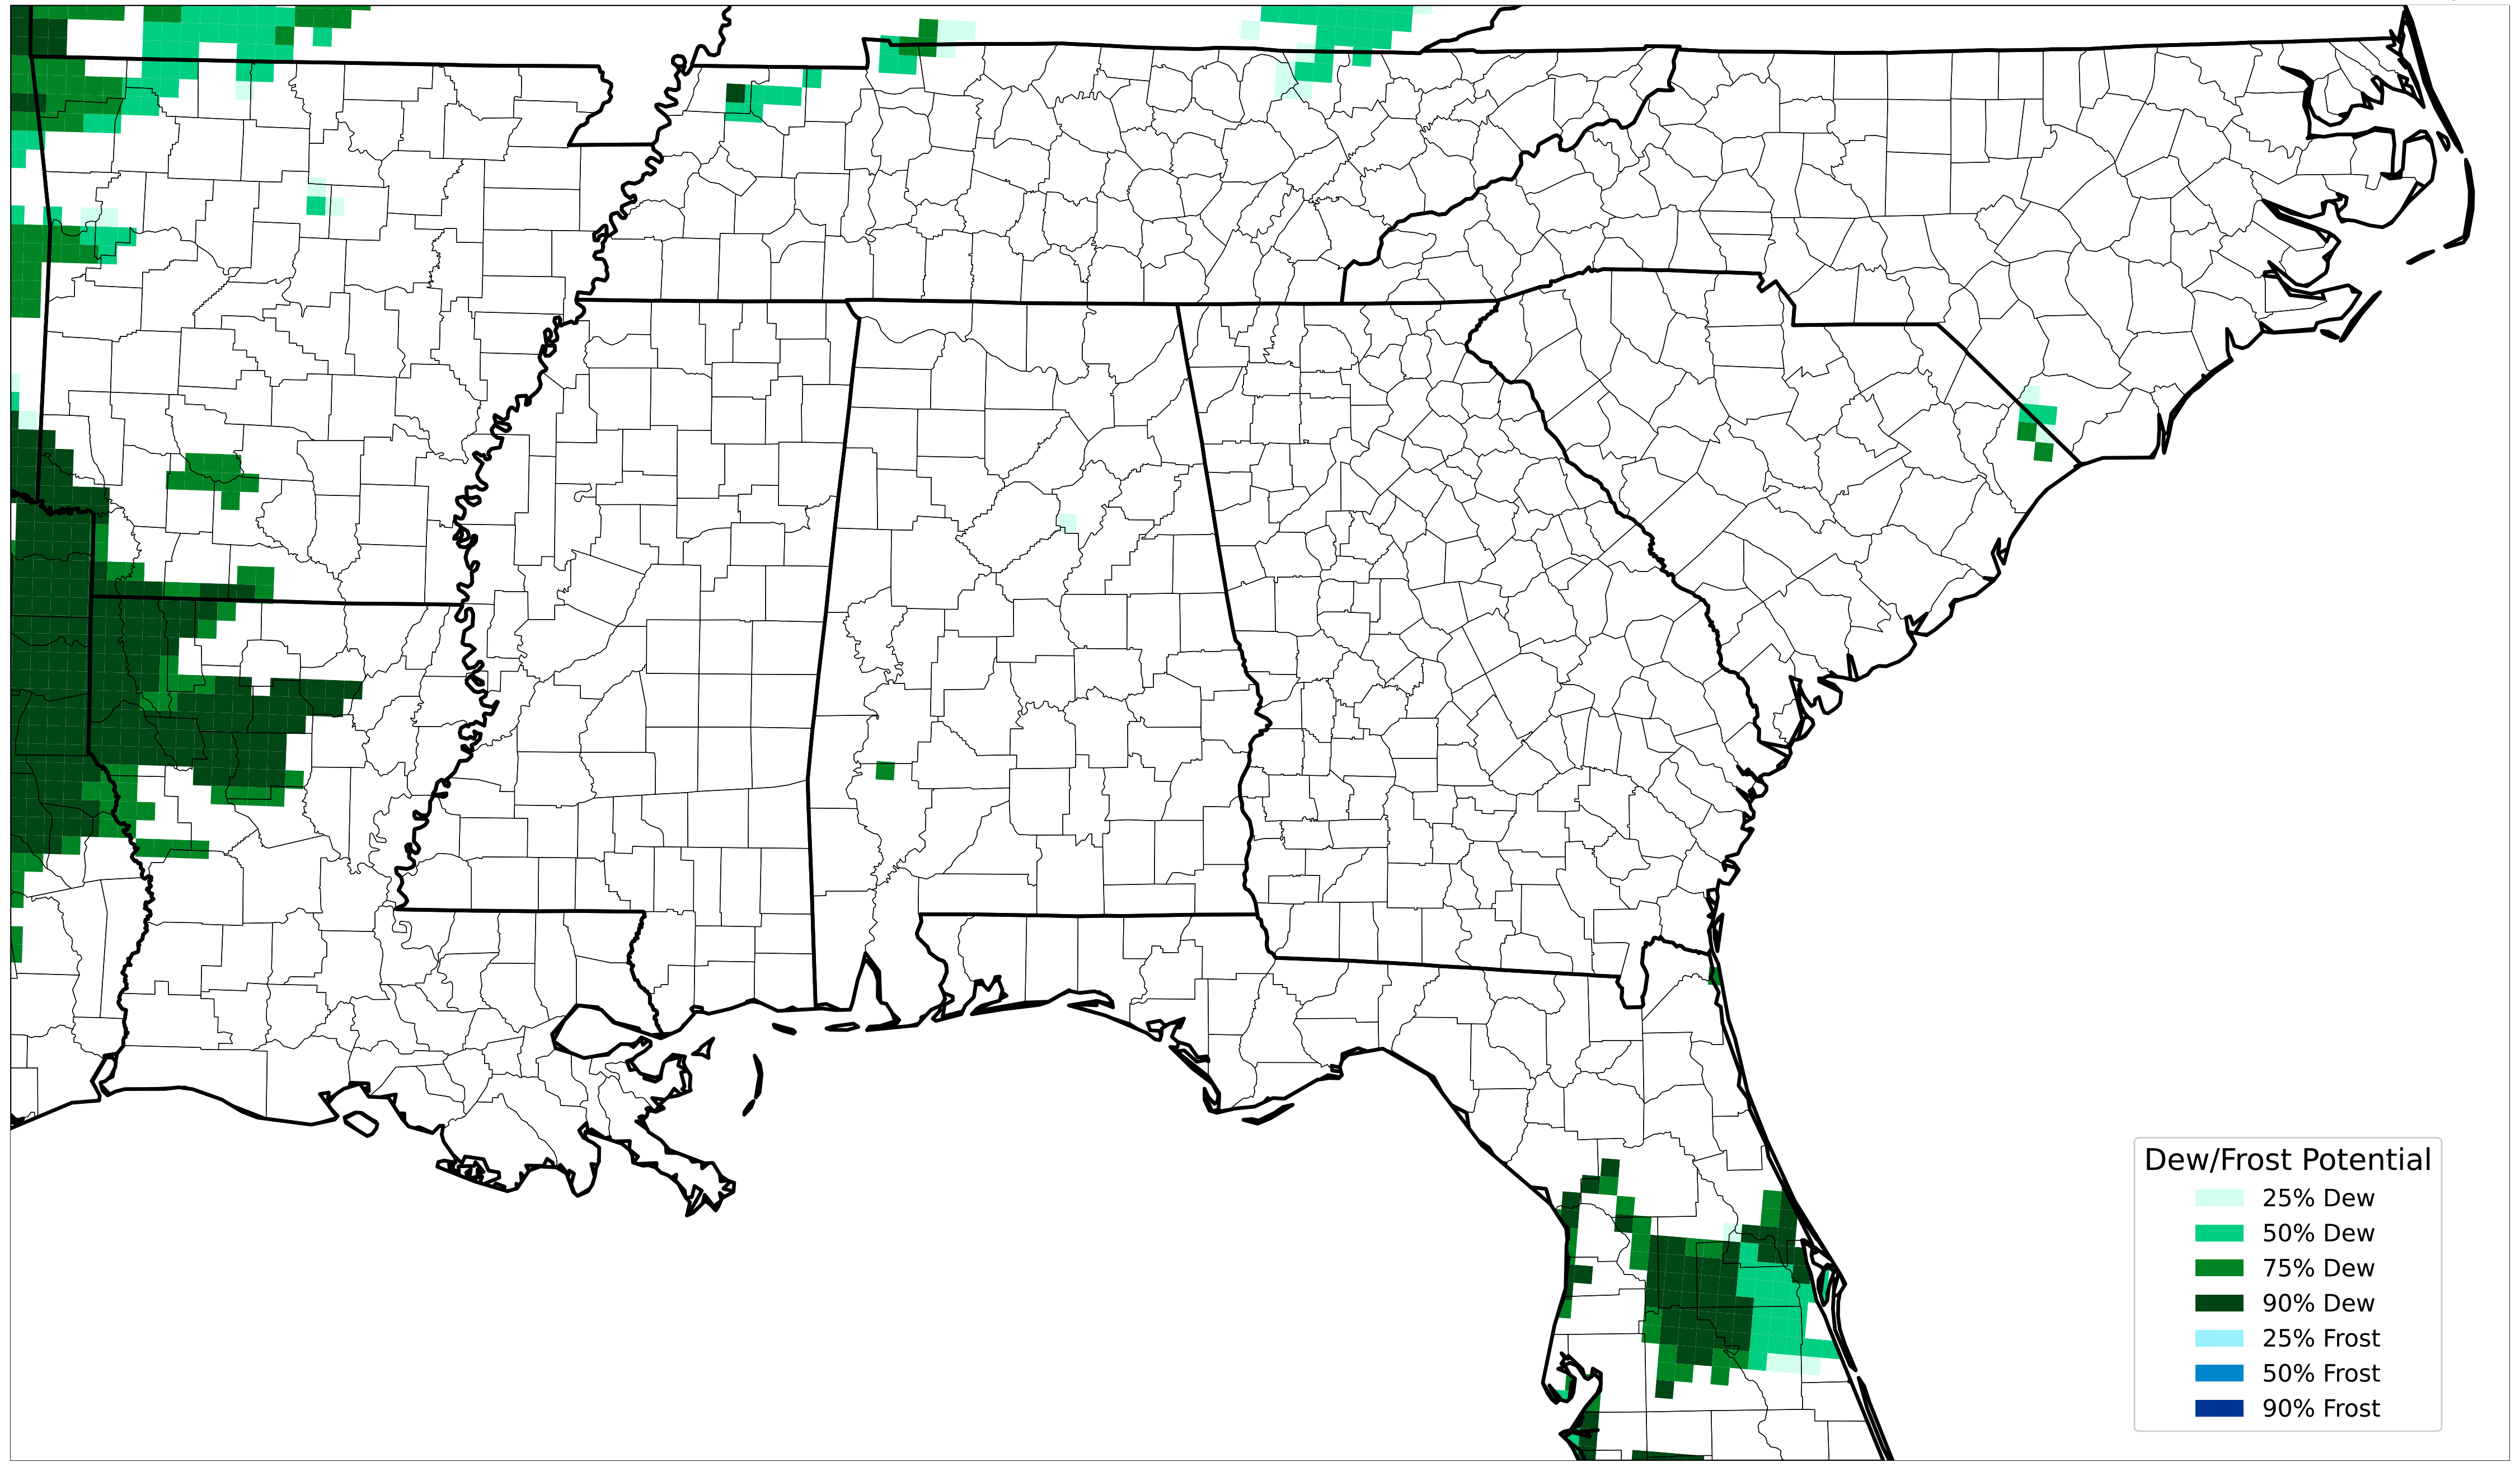 Dew/Frost Potential
25% Dew
50% Dew
75% Dew
90% Dew
25% Frost
50% Frost
90% Frost